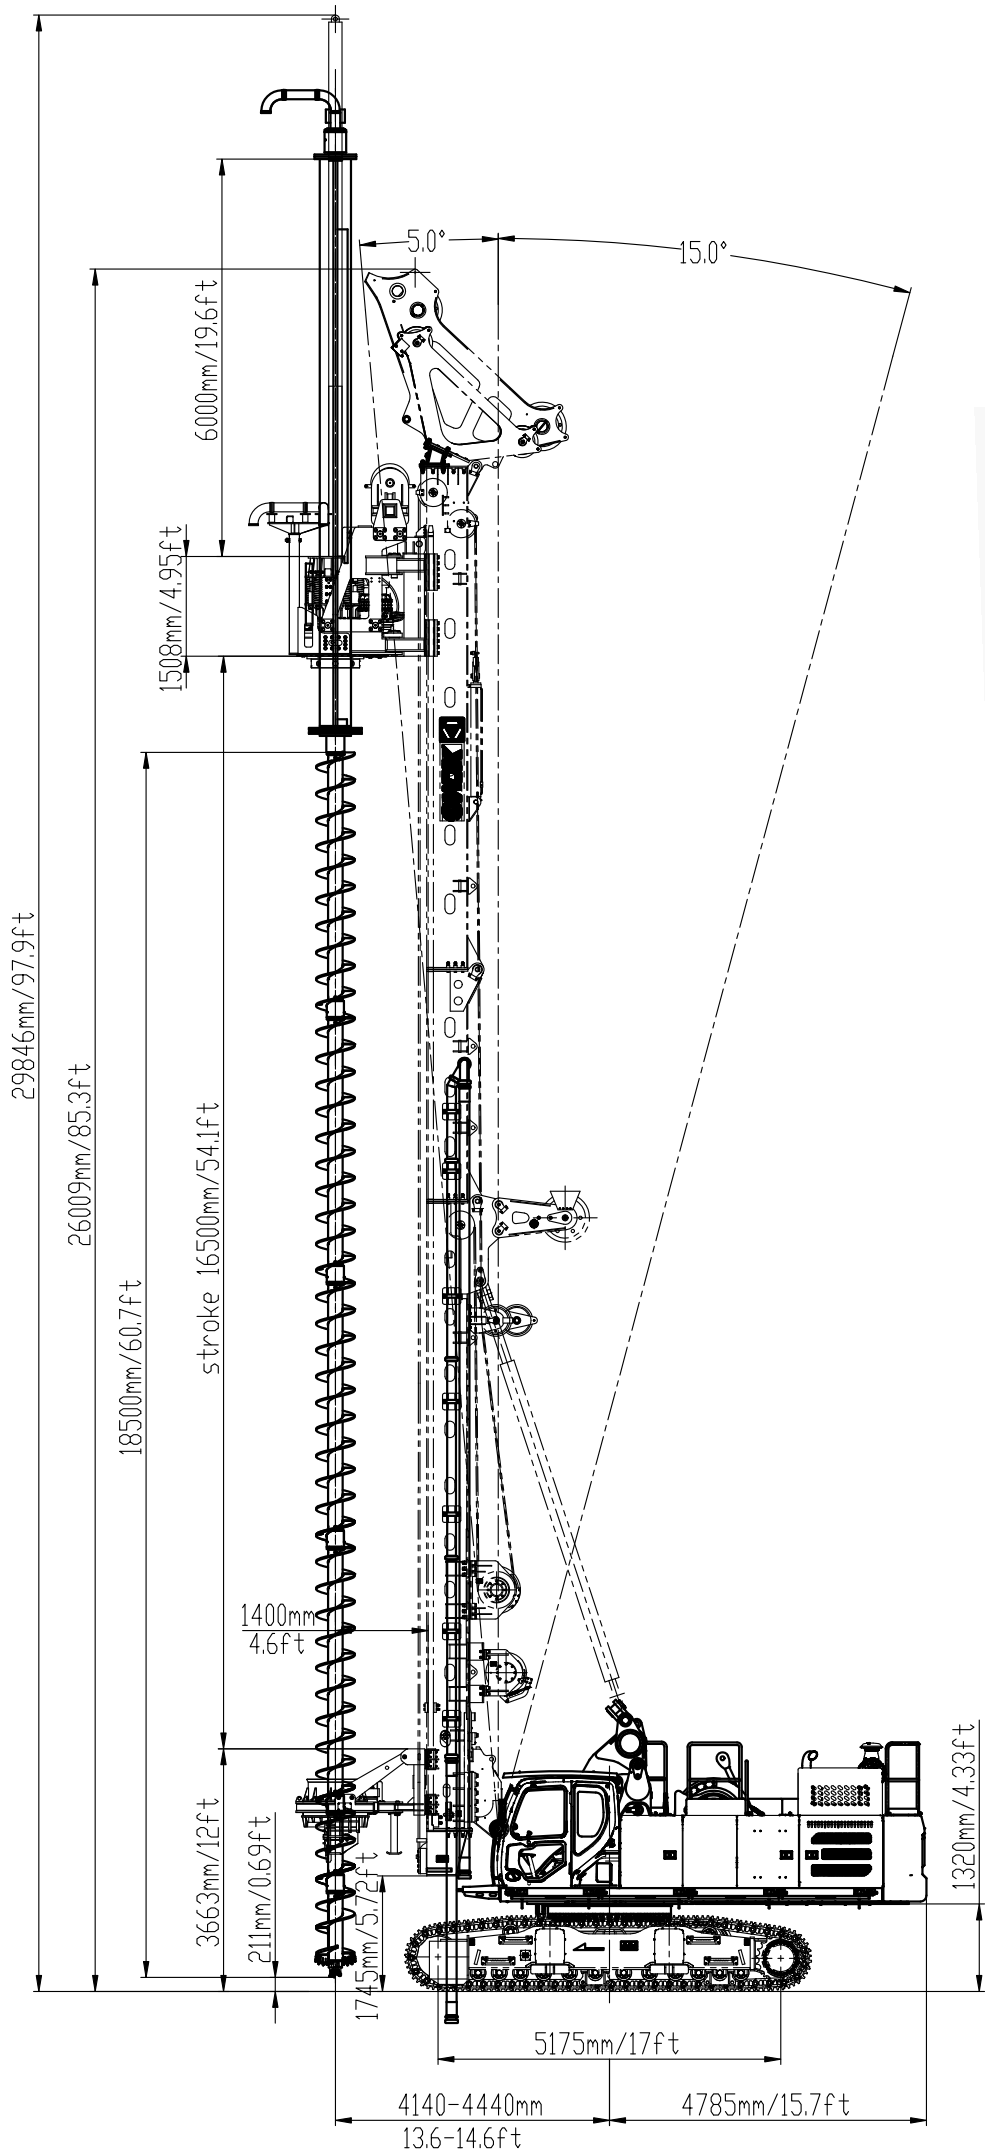 5.0°
15.0°
6000mm/19.6ft
1508mm/4.95ft
29846mm/97.9ft
26009mm/85.3ft
stroke 16500mm/54.1ft
18500mm/60.7ft
1400mm
4.6ft
1320mm/4.33ft
3663mm/12ft
211mm/0.69ft
1745mm/5.72ft
5175mm/17ft
4140-4440mm
13.6-14.6ft
4785mm/15.7ft